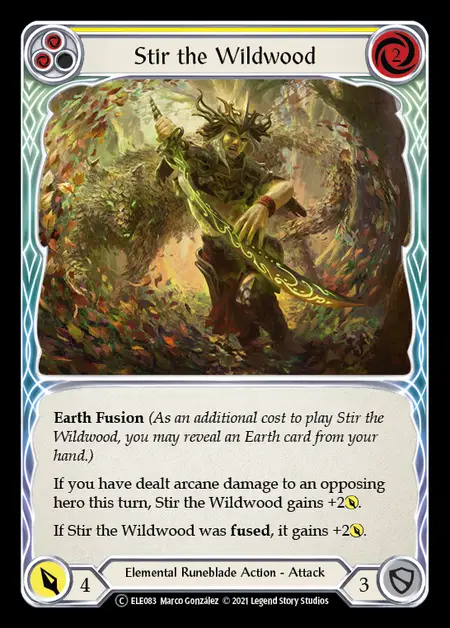 Stir the Wildwood
2
Earth Fusion (As an additional cost to play Stir the
Wildwood, you may reveal an Earth card from your
hand.)
If you have dealt arcane damage to an opposing
hero this turn, Stir the Wildwood gains +2.
If Stir the Wildwood was fused, it gains +2.
4
Elemental Runeblade Action - Attack
3
C ELE083 Marco González © 2021 Legend Story Studios